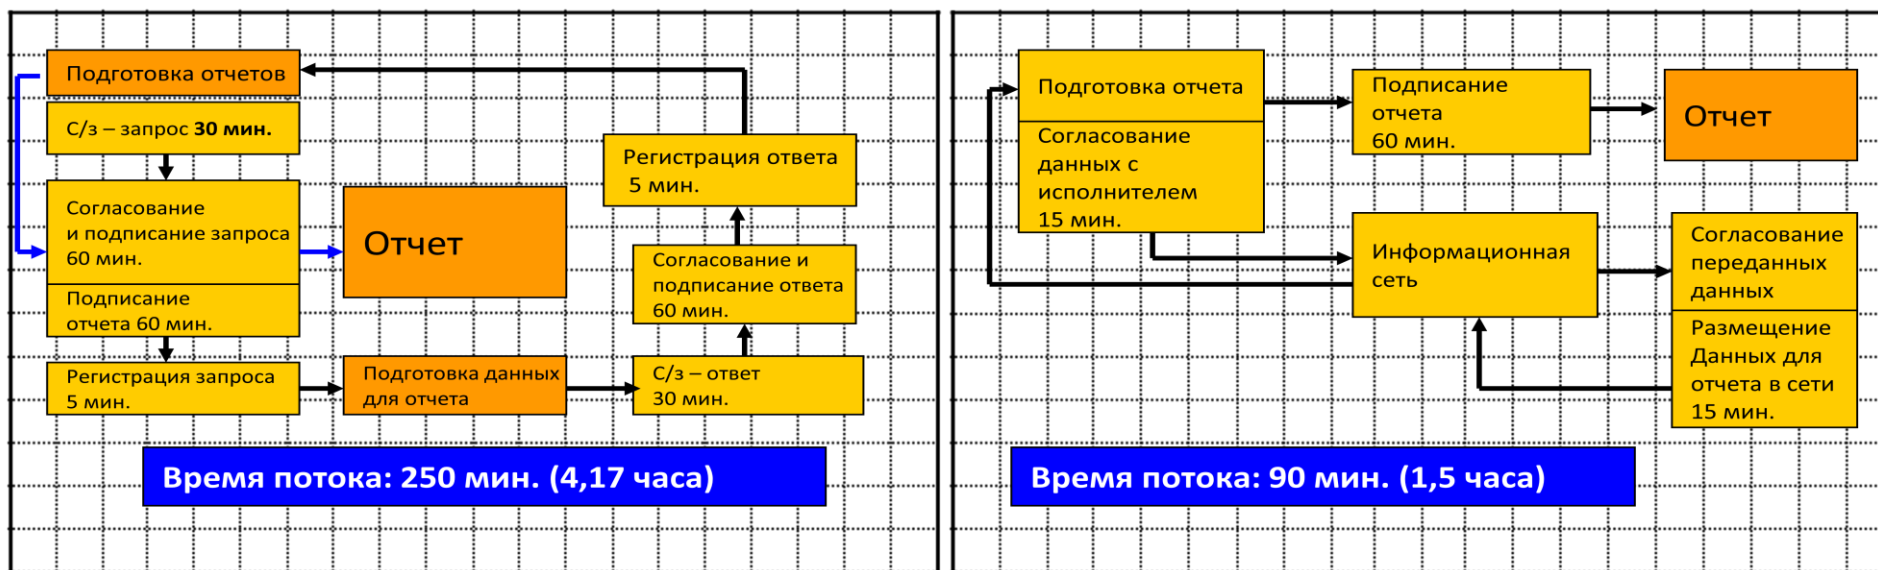 Подготовка отчетов
С/з – запрос 30 мин.
Согласование
и подписание запроса
60 мин.
Подписание
отчета 60 мин.
Регистрация запроса
5 мин.
Отчет
Подготовка данных
для отчета
Регистрация ответа
5 мин.
Согласование и
подписание ответа
60 мин.
С/з – ответ
30 мин.
Время потока: 250 мин. (4,17 часа)
Подготовка отчета
Согласование
данных с
исполнителем
15 мин.
Подписание
отчета
60 мин.
Отчет
Информационная
сеть
Согласование
переданных
данных
Размещение
Данных для
отчета в сети
15 мин.
Время потока: 90 мин. (1,5 часа)